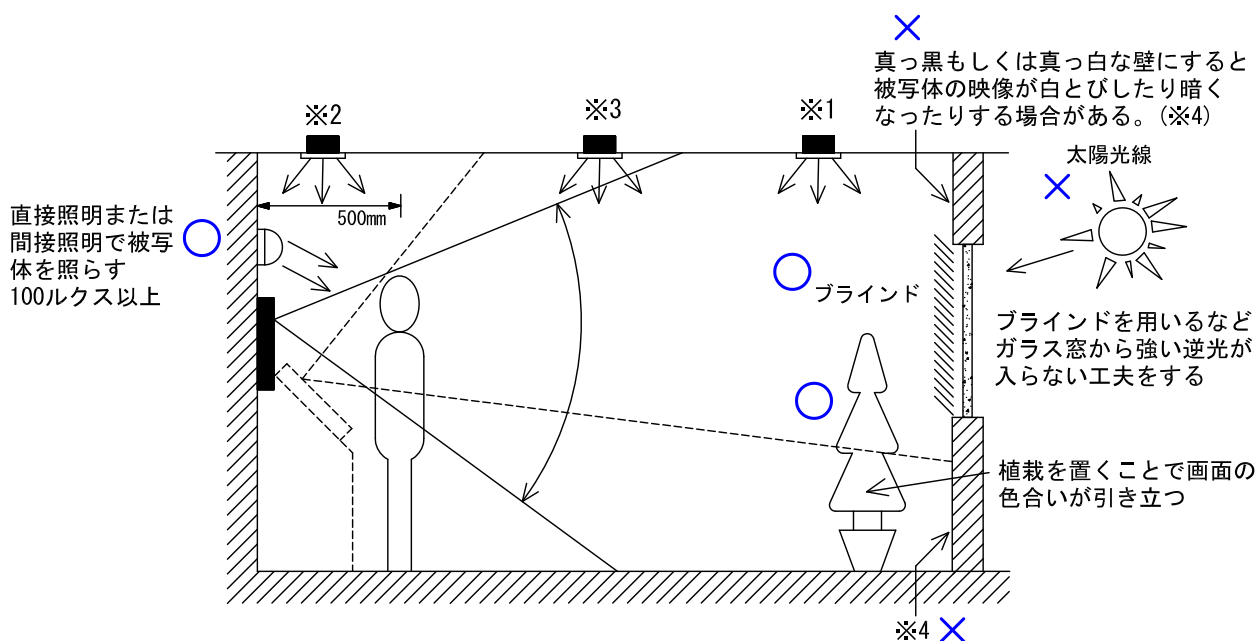 真っ黒もしくは真っ白な壁にすると
被写体の映像が白とびしたり暗く
なったりする場合がある。(※4)
※2
※3
※1
太陽光線
直接照明または
間接照明で被写
体を照らす
100ルクス以上
500mm
ブラインド
ブラインドを用いるなど
ガラス窓から強い逆光が
入らない工夫をする
植栽を置くことで画面の
色合いが引き立つ
※4